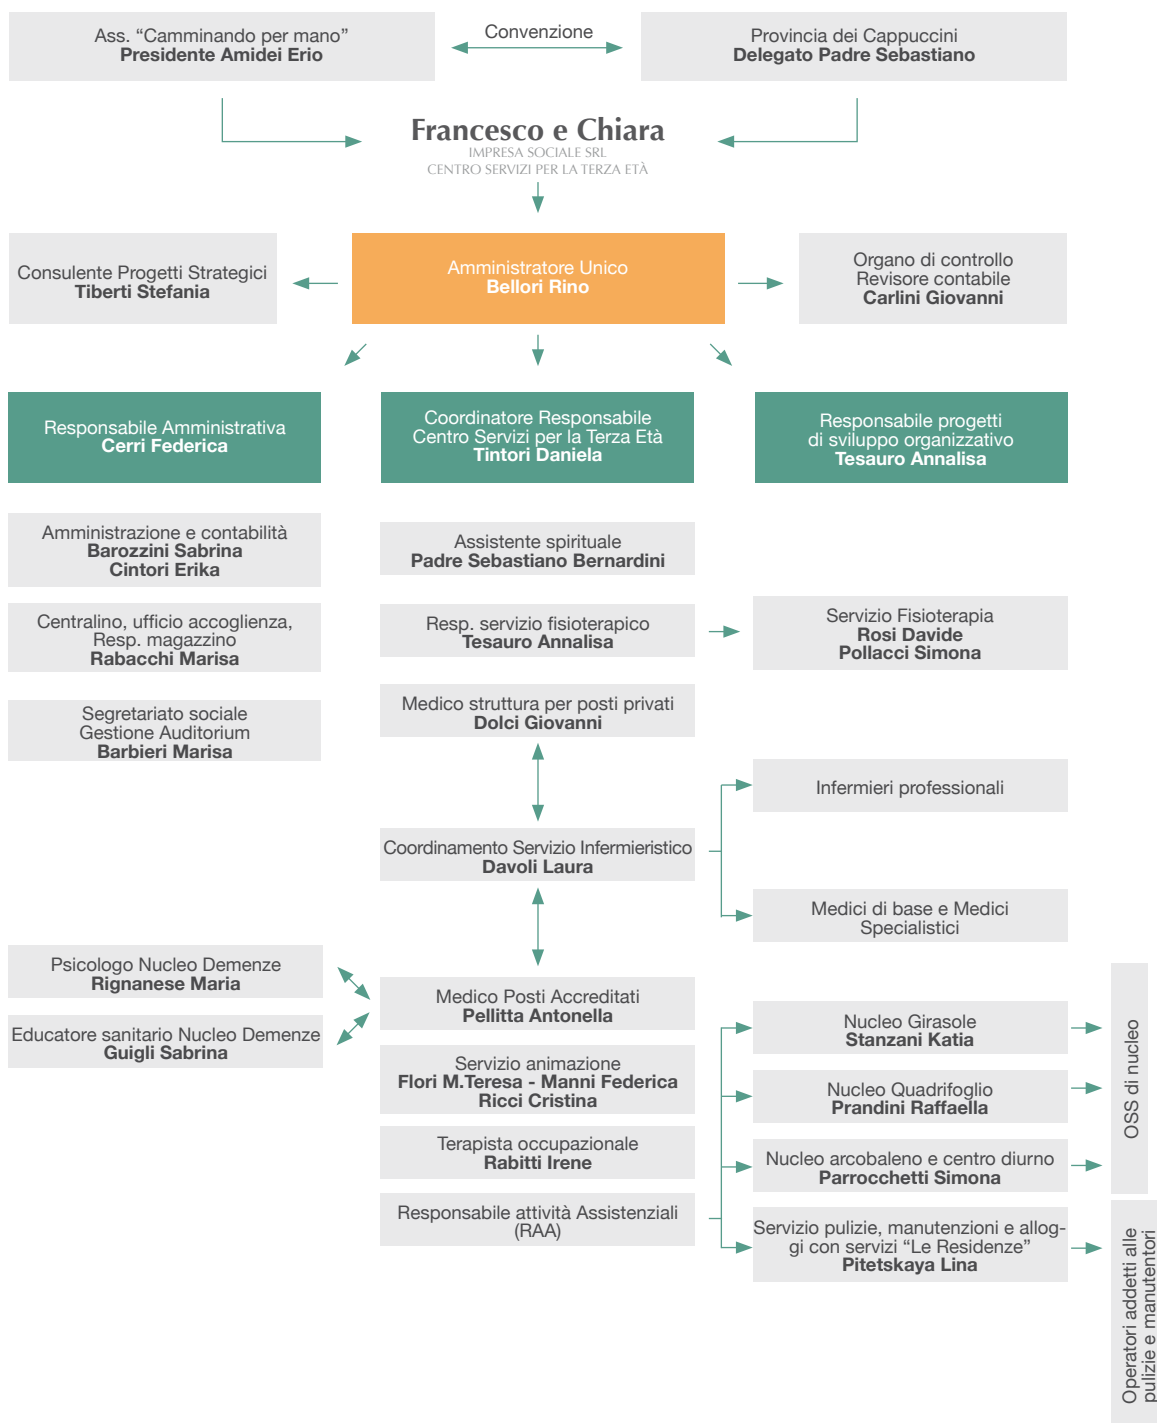 Ass. “Camminando per mano”
Presidente Amidei Erio
Convenzione
Provincia dei Cappuccini
Delegato Padre Sebastiano
Francesco e Chiara
IMPRESA SOCIALE SRL
CENTRO SERVIZI PER LA TERZA ETÀ
Consulente Progetti Strategici
Tiberti Stefania
Amministratore Unico
Bellori Rino
Organo di controllo
Revisore contabile
Carlini Giovanni
Responsabile Amministrativa
Cerri Federica
Coordinatore Responsabile
Centro Servizi per la Terza Età
Tintori Daniela
Responsabile progetti
di sviluppo organizzativo
Tesauro Annalisa
Amministrazione e contabilità
Barozzini Sabrina
Cintori Erika
Assistente spirituale
Padre Sebastiano Bernardini
Centralino, ufficio accoglienza,
Resp. magazzino
Rabacchi Marisa
Resp. servizio fisioterapico
Tesauro Annalisa
Servizio Fisioterapia
Rosi Davide
Pollacci Simona
Segretariato sociale
Gestione Auditorium
Barbieri Marisa
Medico struttura per posti privati
Dolci Giovanni
Infermieri professionali
Coordinamento Servizio Infermieristico
Davoli Laura
Medici di base e Medici
Specialistici
Psicologo Nucleo Demenze
Rignanese Maria
Educatore sanitario Nucleo Demenze
Guigli Sabrina
Medico Posti Accreditati
Pellitta Antonella
Servizio animazione
Flori M.Teresa - Manni Federica
Ricci Cristina
Terapista occupazionale
Rabitti Irene
Responsabile attività Assistenziali
(RAA)
Nucleo Girasole
Stanzani Katia
Nucleo Quadrifoglio
Prandini Raffaella
Nucleo arcobaleno e centro diurno
Parrocchetti Simona
Servizio pulizie, manutenzioni e allog-
gi con servizi “Le Residenze”
Pitetskaya Lina
OSS di nucleo
Operatori addetti alle
pulizie e manutentori